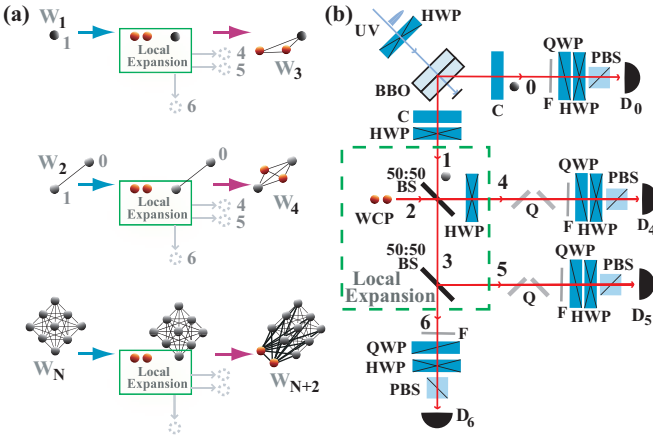 (a)
W1
1
Local
Expansion
4
5
6
W3
W2
0
1
Local
Expansion
4
5
6
W4
WN
Local
Expansion
WN+2
(b)
UV
HWP
BBO
C
0
F
QWP
HWP
PBS
D0
C
HWP
1
50:50
BS
WCP
2
HWP
4
Q
F
QWP
HWP
PBS
D4
50:50
BS
3
Local
Expansion
5
Q
F
QWP
HWP
PBS
D5
6
F
QWP
HWP
PBS
D6